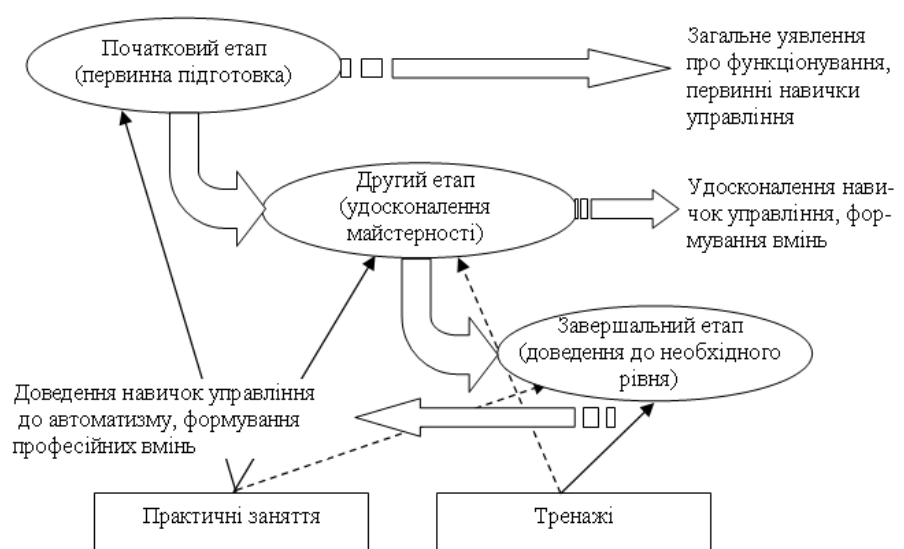 Початковий етап
(первинна підготовка)
Загальне уявлення
про функціонування,
первинні навички
управління
Другий етап
(удосконалення
майстерності)
Удосконалення нави-
чок управління, фор-
мування вмінь
Завершальний етап
(доведення до необхідного
рівня)
Доведення навичок управління
до автоматизму, формування
професійних вмінь
Практичні заняття
Тренажі